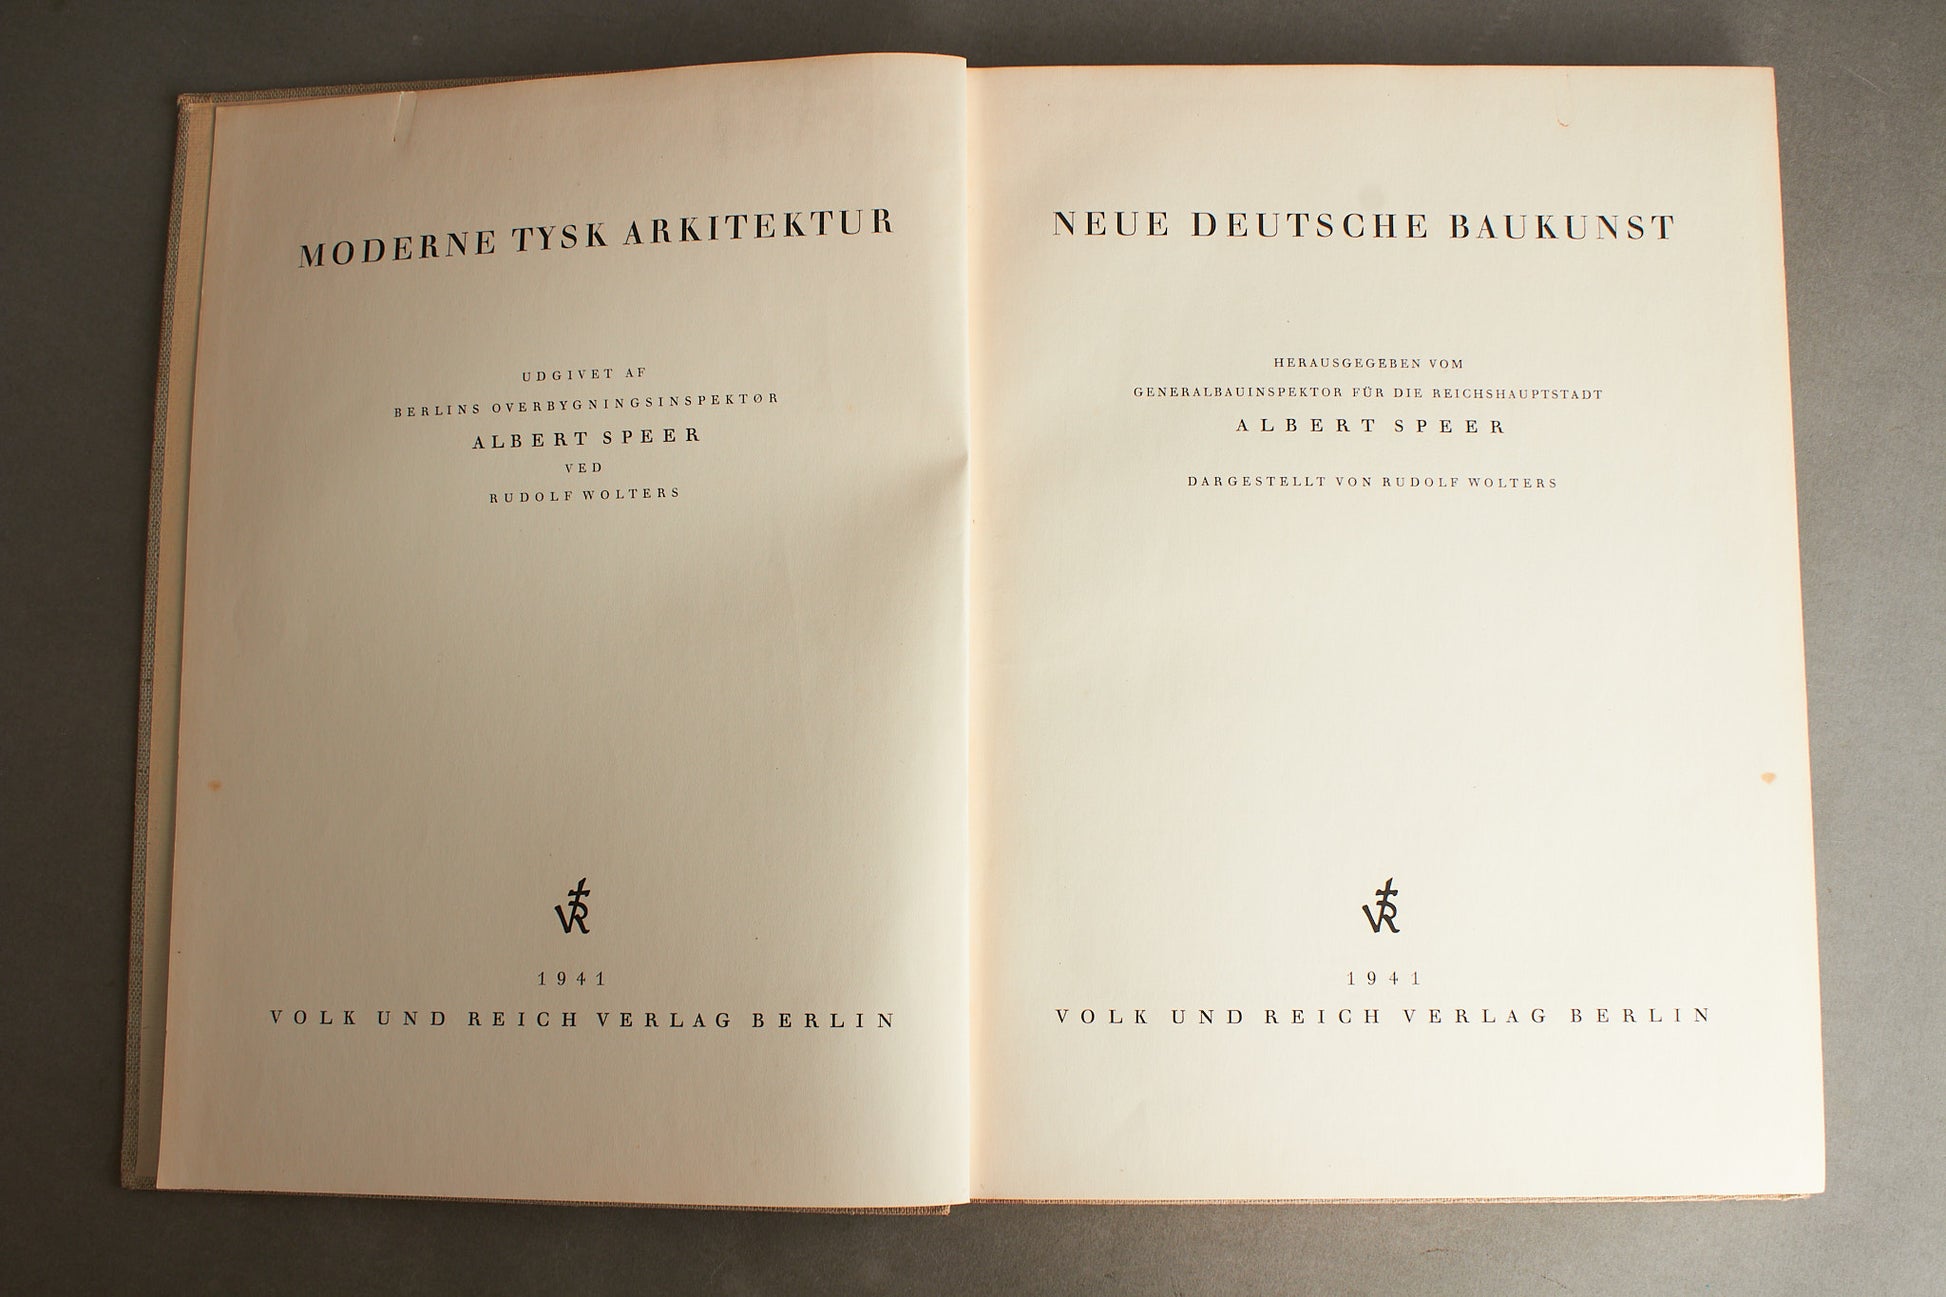 MODERNE TYSK ARKITEKTUR
UDGIVET AF
BERLINS OVERBYGNINGSINSPEKTØR
ALBERT SPEER
VED
RUDOLF WOLTERS
VR
1941
VOLK UND REICH VERLAG BERLIN
NEUE DEUTSCHE BAUKUNST
HERAUSGEGEBEN VOM
GENERALBAUINSPEKTOR FÜR DIE REICHSHAUPTSTADT
ALBERT SPEER
DARGESTELLT VON RUDOLF WOLTERS
VR
1941
VOLK UND REICH VERLAG BERLIN